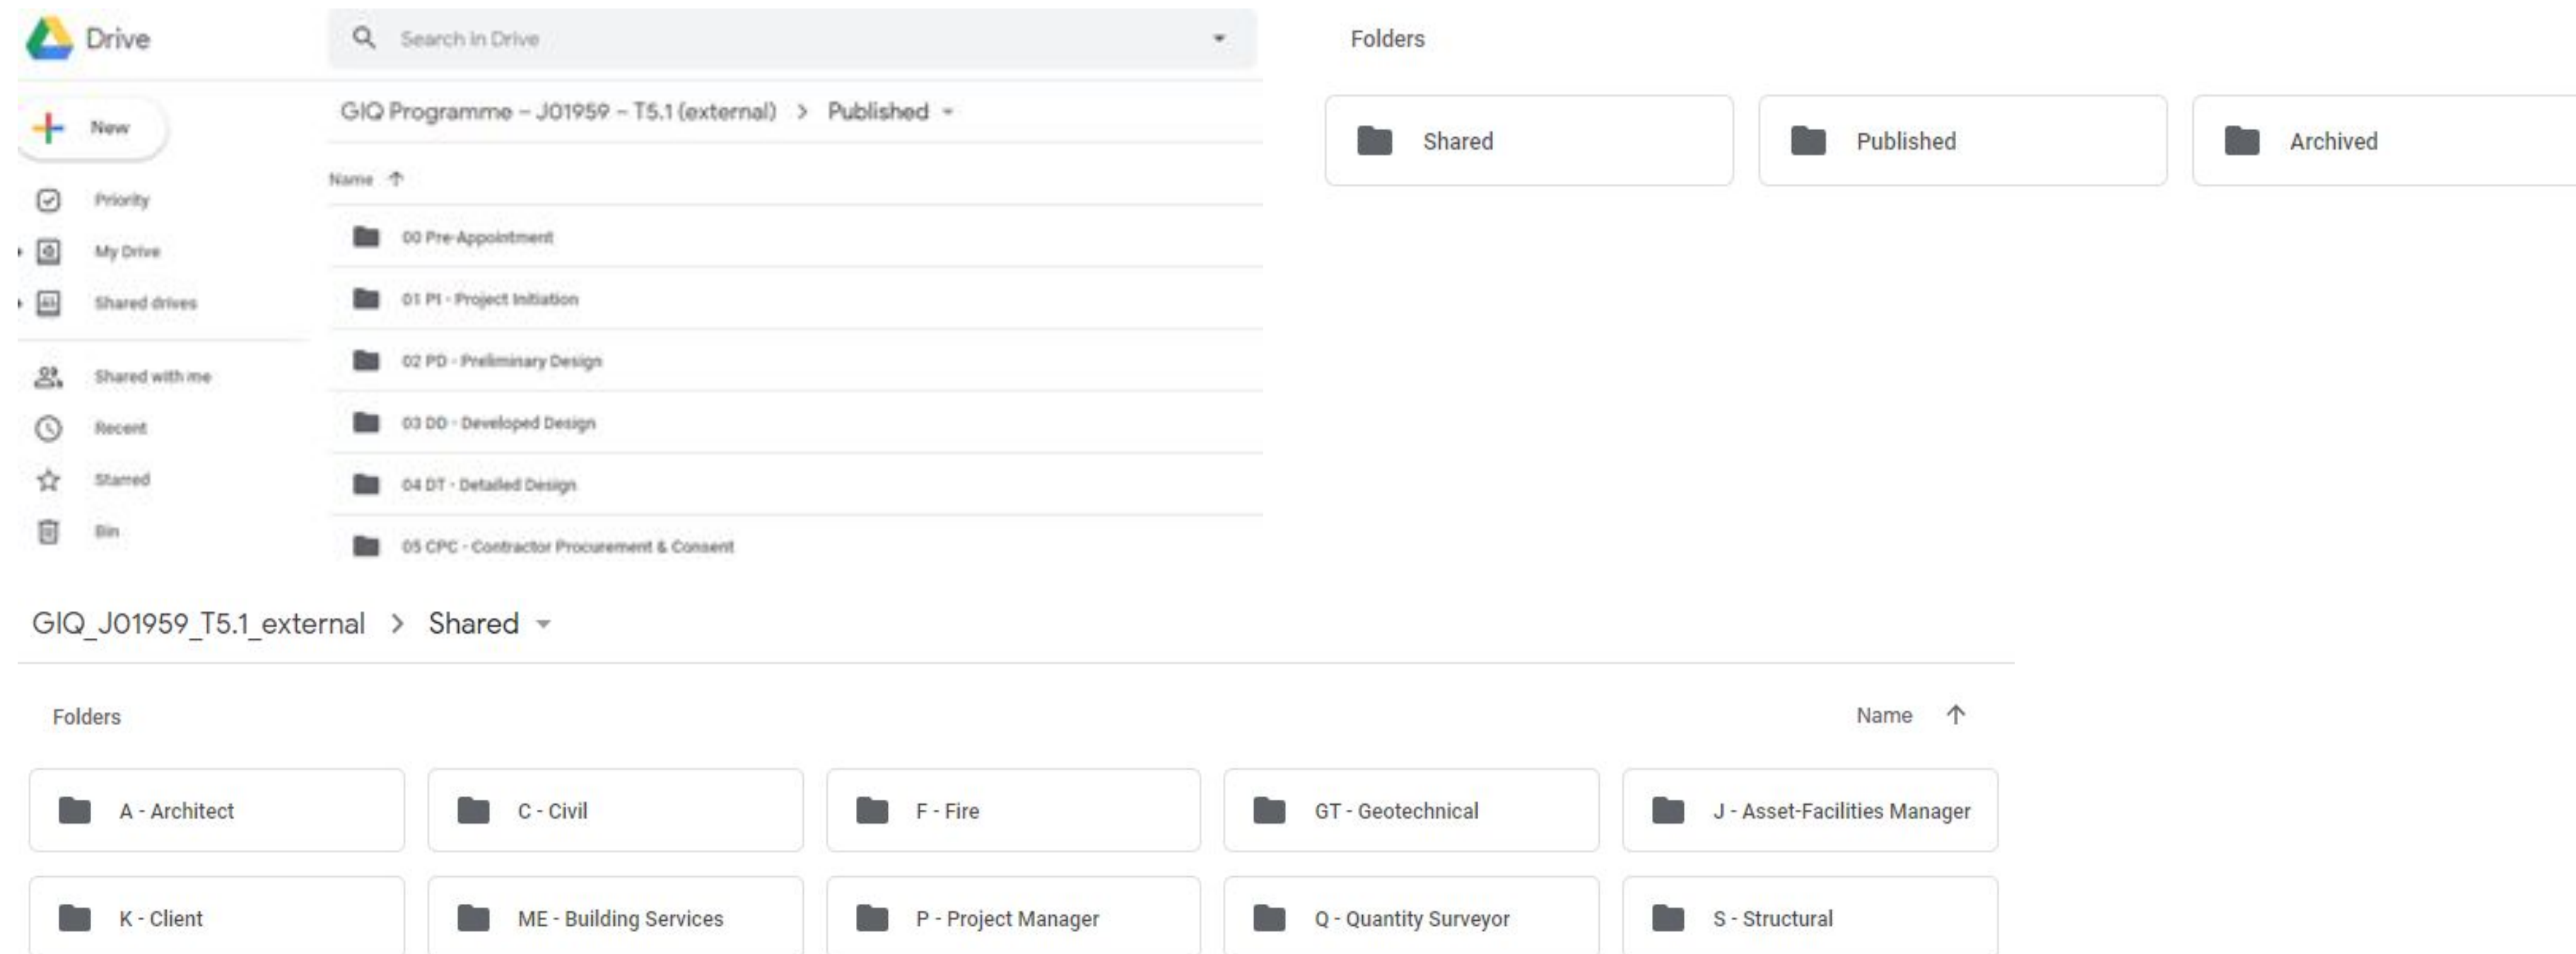 Drive
Search in Drive
New
Priority
My Drive
Shared drives
Shared with me
Recent
Starred
Bin
GIQ Programme – J01959 – T5.1 (external) > Published
Name
00 Pre-Appointment
01 PI - Project Initiation
02 PD - Preliminary Design
03 DD - Developed Design
04 DT - Detailed Design
05 CPC - Contractor Procurement & Consent
Folders
Shared
Published
Archived
GIQ_J01959_T5.1_external > Shared
Folders
Name
A - Architect
C - Civil
F - Fire
GT - Geotechnical
J - Asset-Facilities Manager
K - Client
ME - Building Services
P - Project Manager
Q - Quantity Surveyor
S - Structural